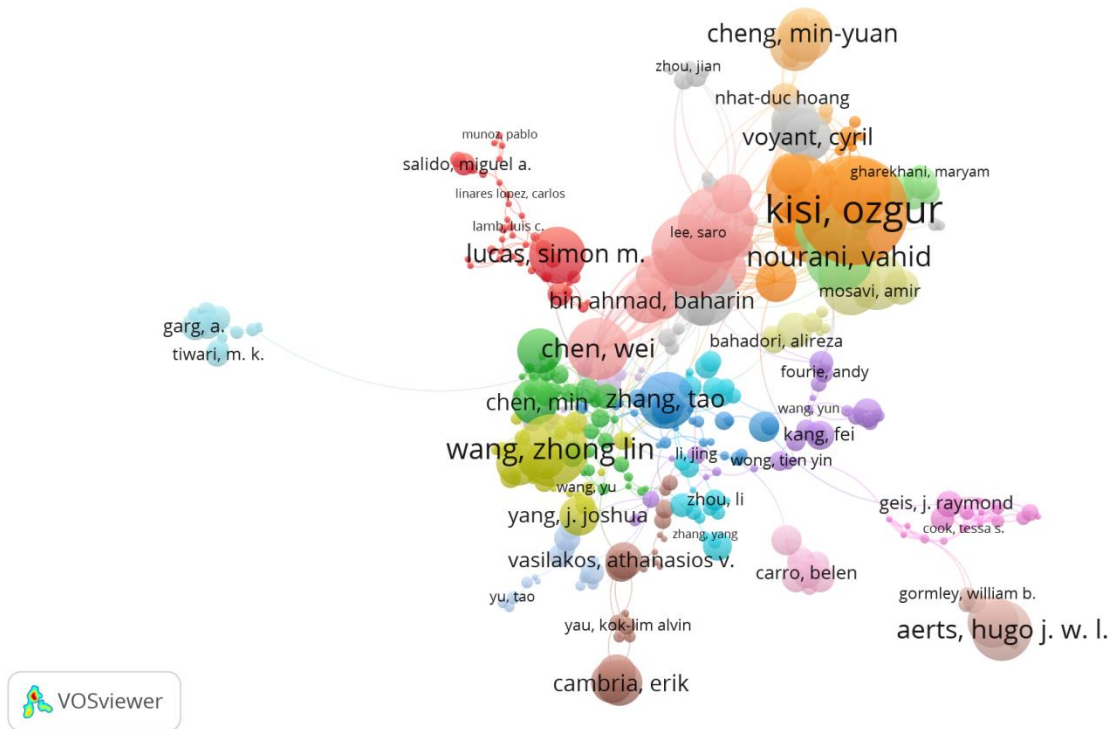 cheng, min-yuan
zhou, jian
nhat-duc hoang
voyant, cyril
munoz, pablo
salido, miguel a.
gharekhani, maryam
linares lopez, carlos
kisi, ozgur
lamb, luis c.
lee, saro
lucas, simon m.
nourani, vahid
mosavi, amir
bin ahmad, baharin
garg, a.
tiwari, m. k.
bahadori, alireza
chen, wei
fourie, andy
chen, min
zhang, tao
wang, yun
kang, fei
wang, zhong lin
li, jing
wong, tien yin
wang, yu
zhou, li
geis, j. raymond
yang, j. joshua
cook, tessa s.
zhang, yang
vasilakos, athanasios v.
carro, belen
yu, tao
gormley, william b.
yau, kok-lim alvin
aerts, hugo j. w. l.
cambria, erik
VOSviewer